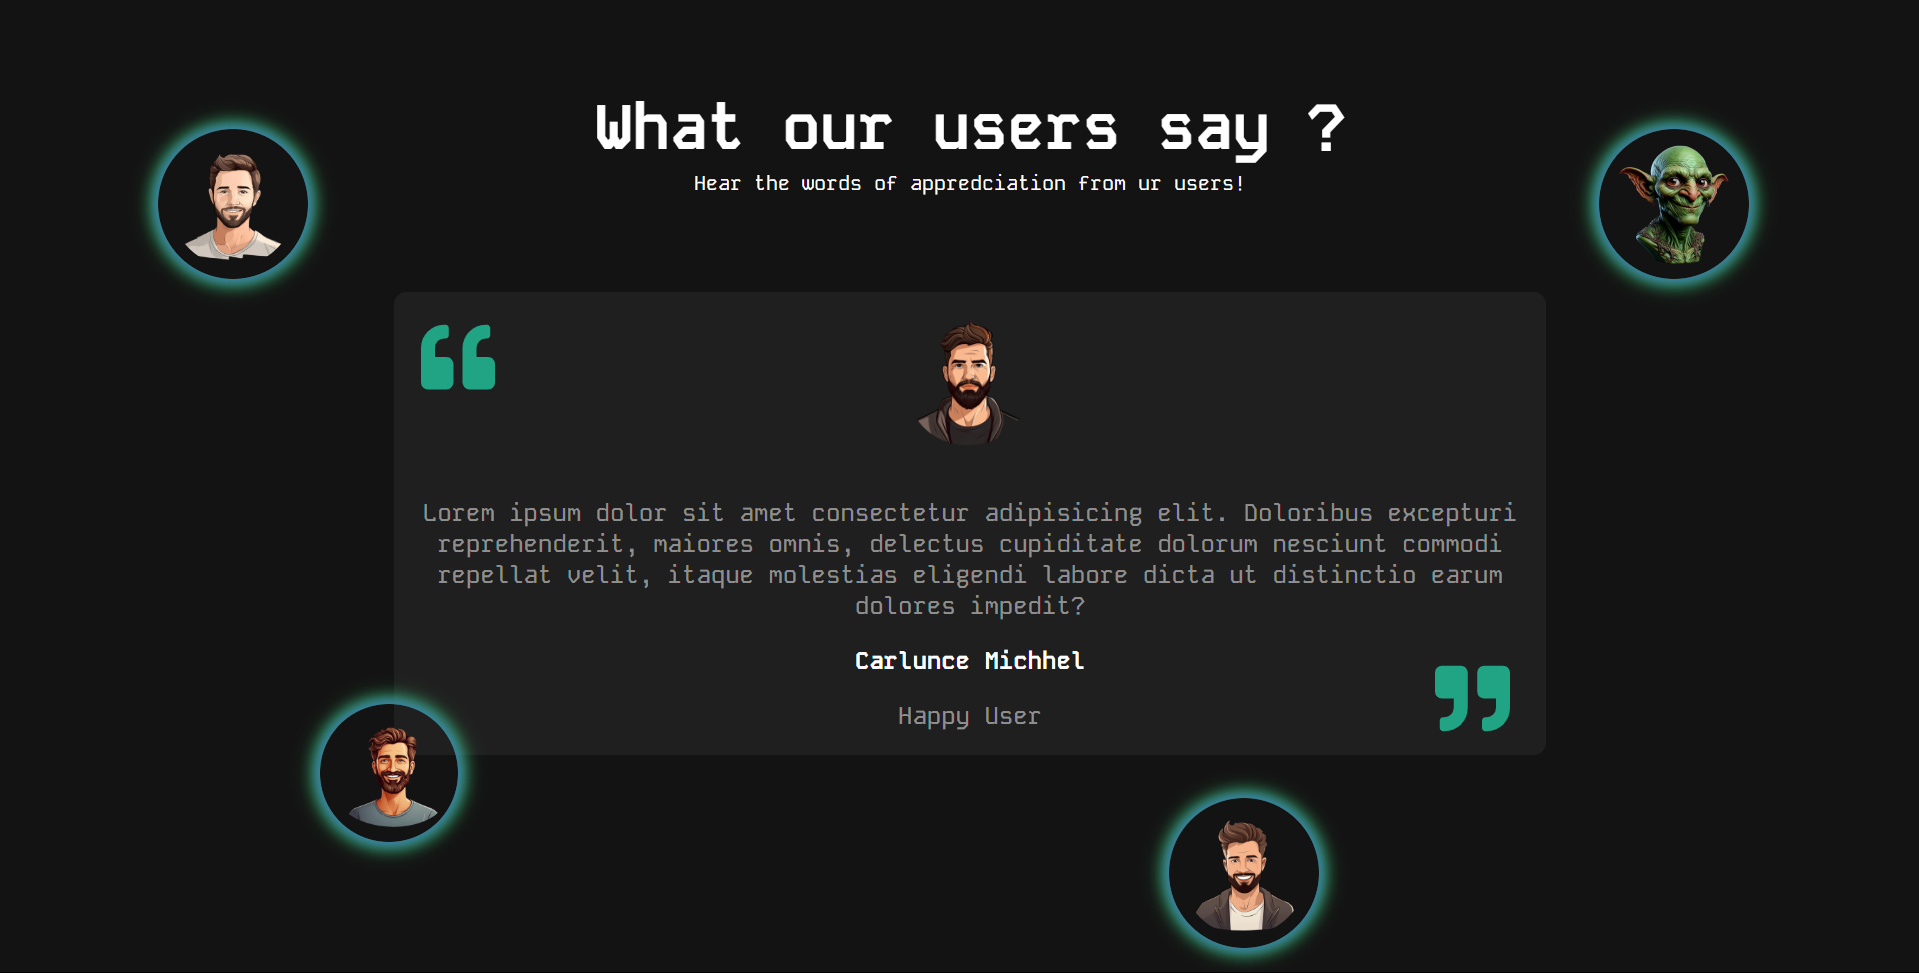 What our users say ?
Hear the words of appredciation from ur users!
Lorem ipsum dolor sit amet consectetur adipisicing elit. Doloribus excepturi
reprehenderit, maiores omnis, delectus cupiditate dolorum nesciunt commodi
repellat velit, itaque molestias eligendi labore dicta ut distinctio earum
dolores impedit?
Carlunce Michhel
Happy User